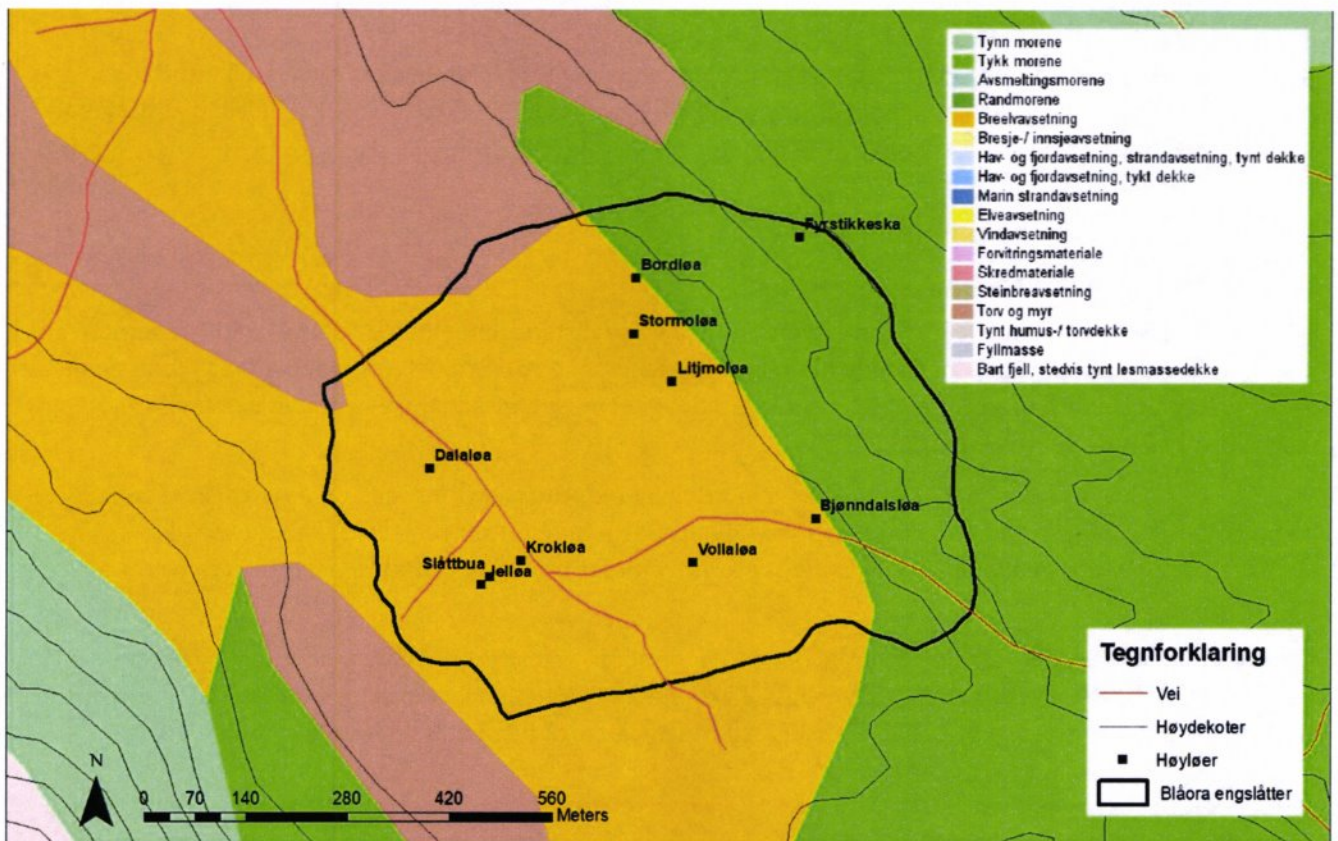 Tynn morene
Tykk morene
Avsmeltingsmorene
Randmorene
Breelvavsetning
Bresje-/ innsjøavsetning
Hav- og fjordavsetning, strandavsetning, tynt dekke
Hav- og fjordavsetning, tykt dekke
Marin strandavsetning
Elveavsetning
Vindavsetning
Forvitringsmateriale
Skredmateriale
Steinbreavsetning
Torv og myr
Tynt humus-/ torvdekke
Fyllmasse
Bart fjell, stedvis tynt løsmassedekke
Fyrstikkeska
Bordløa
Stormoløa
Litjmoløa
Dalaløa
Bjønndalsløa
Krokløa
Vollaløa
Slåttbua
Ielløa
Tegnforklaring
Vei
Høydekoter
Høyløer
Blåora engslåtter
N
0 70 140 280 420 560
Meters